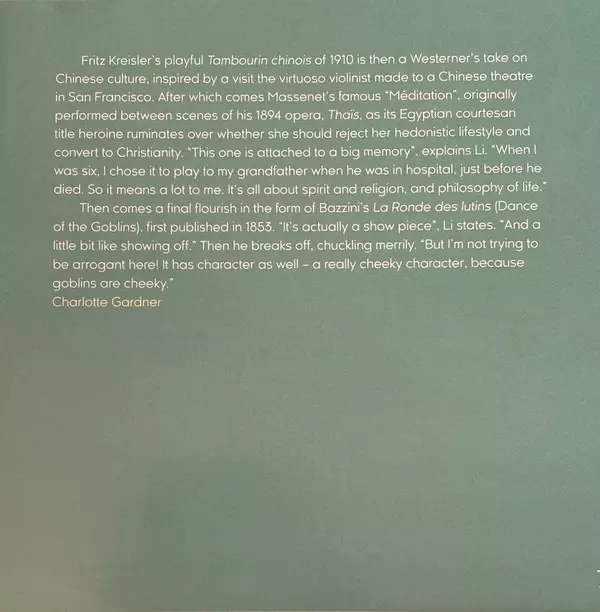 Fritz Kreisler's playful Tambourin chinois of 1910 is then a Westerner's take on
Chinese culture, inspired by a visit the virtuoso violinist made to a Chinese theatre
in San Francisco. After which comes Massenet's famous "Méditation", originally
performed between scenes of his 1894 opera, Thaïs, as its Egyptian courtesan
title heroine ruminates over whether she should reject her hedonistic lifestyle and
convert to Christianity. "This one is attached to a big memory", explains Li. "When I
was six, I chose it to play to my grandfather when he was in hospital, just before he
died. So it means a lot to me. It's all about spirit and religion, and philosophy of life."
Then comes a final flourish in the form of Bazzini's La Ronde des lutins (Dance
of the Goblins), first published in 1853. "It's actually a show piece", Li states. "And a
little bit like showing off." Then he breaks off, chuckling merrily. "But I'm not trying to
be arrogant here! It has character as well – a really cheeky character, because
goblins are cheeky."
Charlotte Gardner